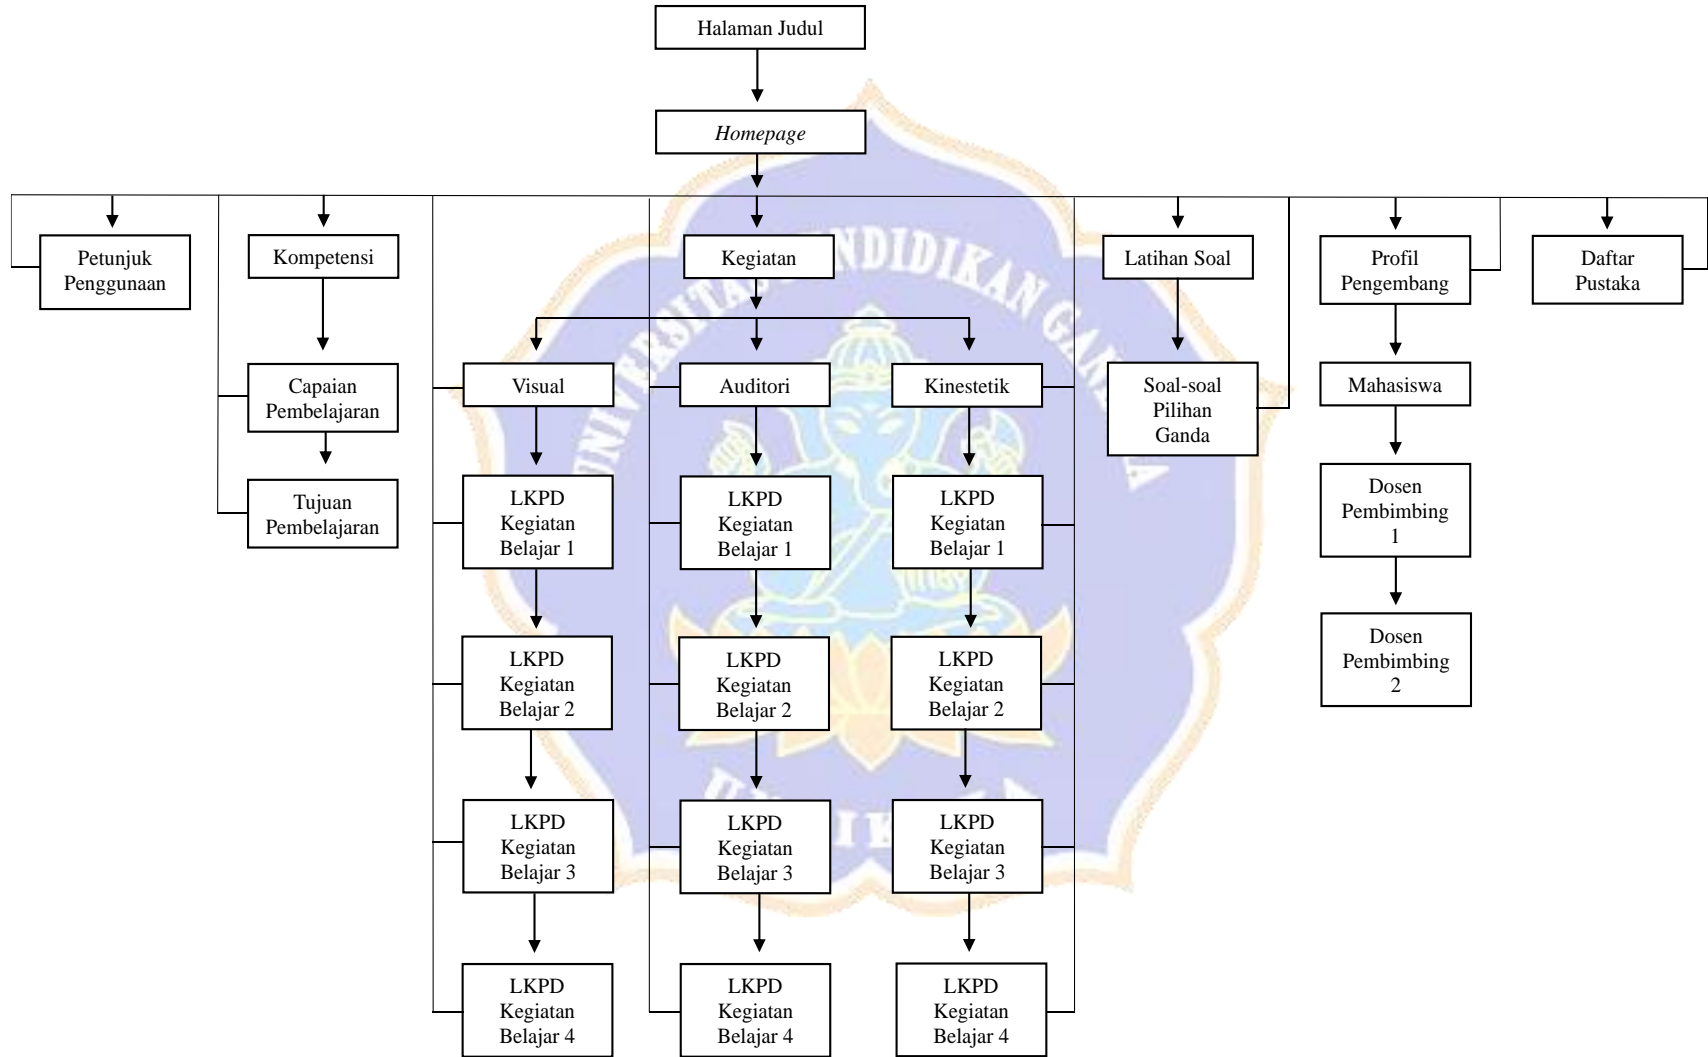 Halaman Judul
Homepage
Petunjuk
Penggunaan
Kompetensi
Kegiatan
Latihan Soal
Profil
Pengembang
Daftar
Pustaka
Capaian
Pembelajaran
Visual
Auditori
Kinestetik
Soal-soal
Pilihan
Ganda
Mahasiswa
Tujuan
Pembelajaran
LKPD
Kegiatan
Belajar 1
LKPD
Kegiatan
Belajar 1
LKPD
Kegiatan
Belajar 1
Dosen
Pembimbing
1
LKPD
Kegiatan
Belajar 2
LKPD
Kegiatan
Belajar 2
LKPD
Kegiatan
Belajar 2
Dosen
Pembimbing
2
LKPD
Kegiatan
Belajar 3
LKPD
Kegiatan
Belajar 3
LKPD
Kegiatan
Belajar 3
LKPD
Kegiatan
Belajar 4
LKPD
Kegiatan
Belajar 4
LKPD
Kegiatan
Belajar 4